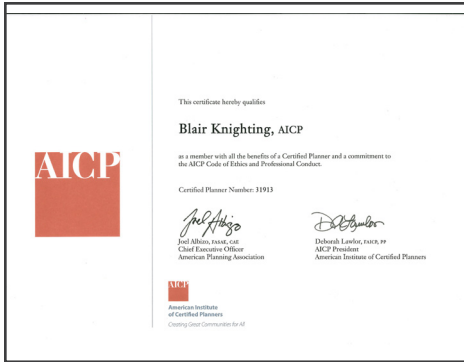 AICP
This certificate hereby qualifies
Blair Knighting, AICP
as a member with all the benefits of a Certified Planner and a commitment to
the AICP Code of Ethics and Professional Conduct.
Certified Planner Number: 31913
Joel Albizo
Joel Albizo, FASAE, CAE
Chief Executive Officer
American Planning Association
Deborah Lawlor, FAICP, PP
AICP President
American Institute of Certified Planners
AICP
American Institute
of Certified Planners
Creating Great Communities for All